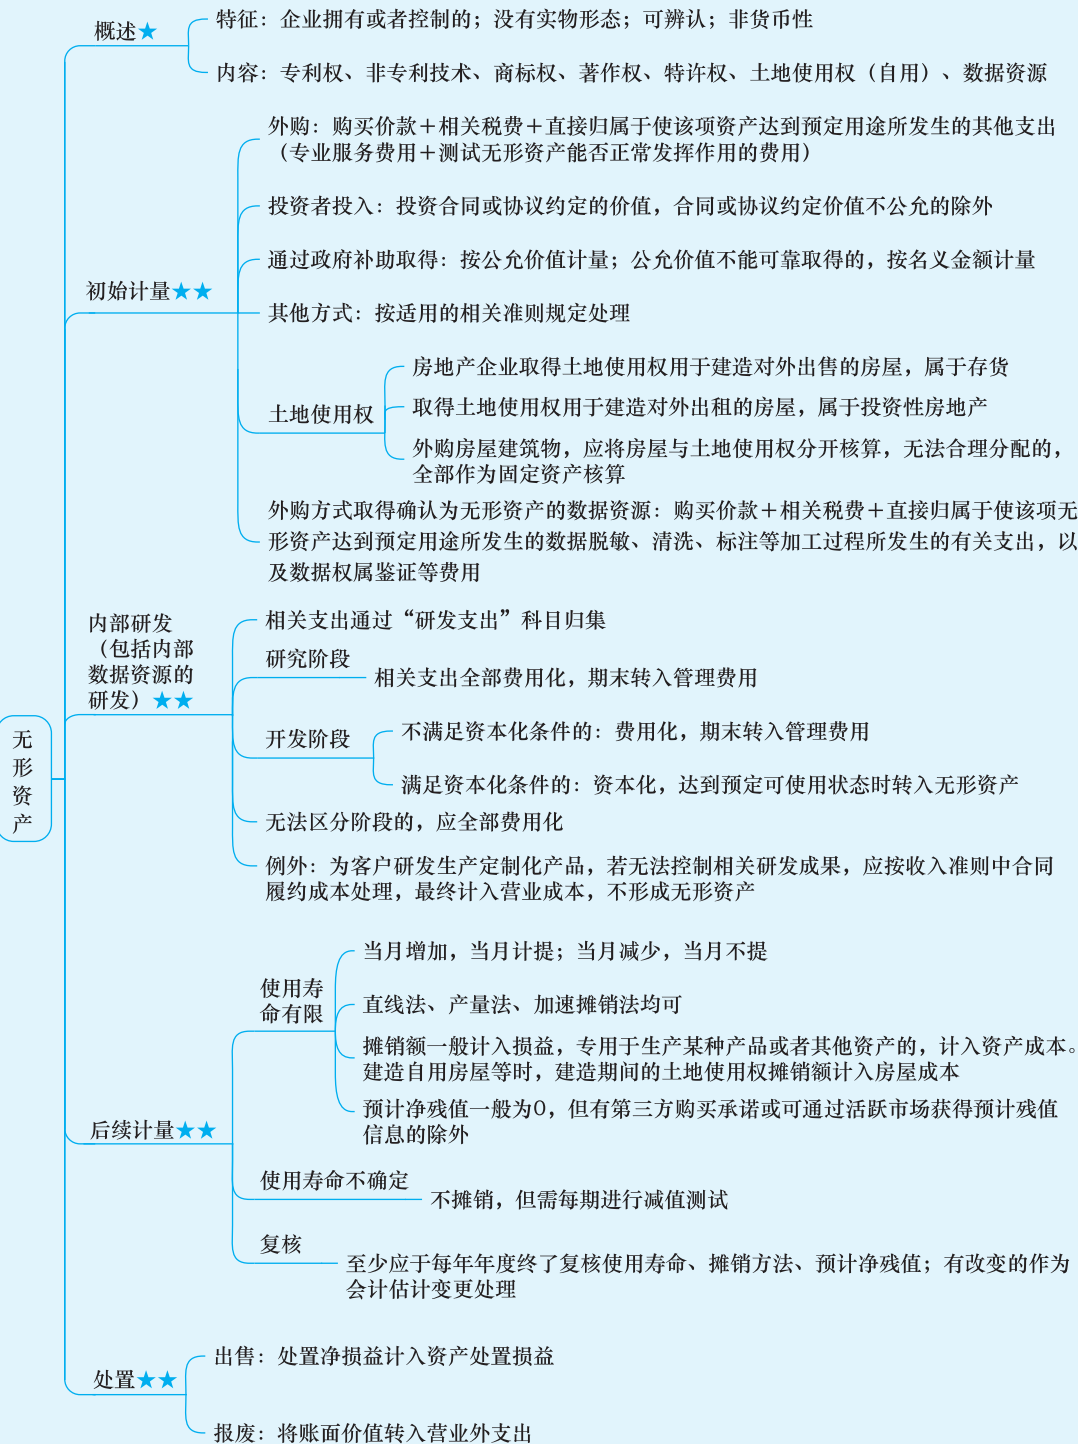 无
形
资
产
概述★
特征：企业拥有或者控制的；没有实物形态；可辨认；非货币性
内容：专利权、非专利技术、商标权、著作权、特许权、土地使用权（自用）、数据资源
初始计量★★
外购：购买价款＋相关税费＋直接归属于使该项资产达到预定用途所发生的其他支出
（专业服务费用＋测试无形资产能否正常发挥作用的费用）
投资者投入：投资合同或协议约定的价值，合同或协议约定价值不公允的除外
通过政府补助取得：按公允价值计量；公允价值不能可靠取得的，按名义金额计量
其他方式：按适用的相关准则规定处理
土地使用权
房地产企业取得土地使用权用于建造对外出售的房屋，属于存货
取得土地使用权用于建造对外出租的房屋，属于投资性房地产
外购房屋建筑物，应将房屋与土地使用权分开核算，无法合理分配的，
全部作为固定资产核算
外购方式取得确认为无形资产的数据资源：购买价款＋相关税费＋直接归属于使该项无
形资产达到预定用途所发生的数据脱敏、清洗、标注等加工过程所发生的有关支出，以
及数据权属鉴证等费用
内部研发
（包括内部
数据资源的
研发）★★
相关支出通过“研发支出”科目归集
研究阶段
相关支出全部费用化，期末转入管理费用
开发阶段
不满足资本化条件的：费用化，期末转入管理费用
满足资本化条件的：资本化，达到预定可使用状态时转入无形资产
无法区分阶段的，应全部费用化
例外：为客户研发生产定制化产品，若无法控制相关研发成果，应按收入准则中合同
履约成本处理，最终计入营业成本，不形成无形资产
后续计量★★
使用寿
命有限
当月增加，当月计提；当月减少，当月不提
直线法、产量法、加速摊销法均可
摊销额一般计入损益，专用于生产某种产品或者其他资产的，计入资产成本。
建造自用房屋等时，建造期间的土地使用权摊销额计入房屋成本
预计净残值一般为0，但有第三方购买承诺或可通过活跃市场获得预计残值
信息的除外
使用寿命不确定
不摊销，但需每期进行减值测试
复核
至少应于每年年度终了复核使用寿命、摊销方法、预计净残值；有改变的作为
会计估计变更处理
处置★★
出售：处置净损益计入资产处置损益
报废：将账面价值转入营业外支出